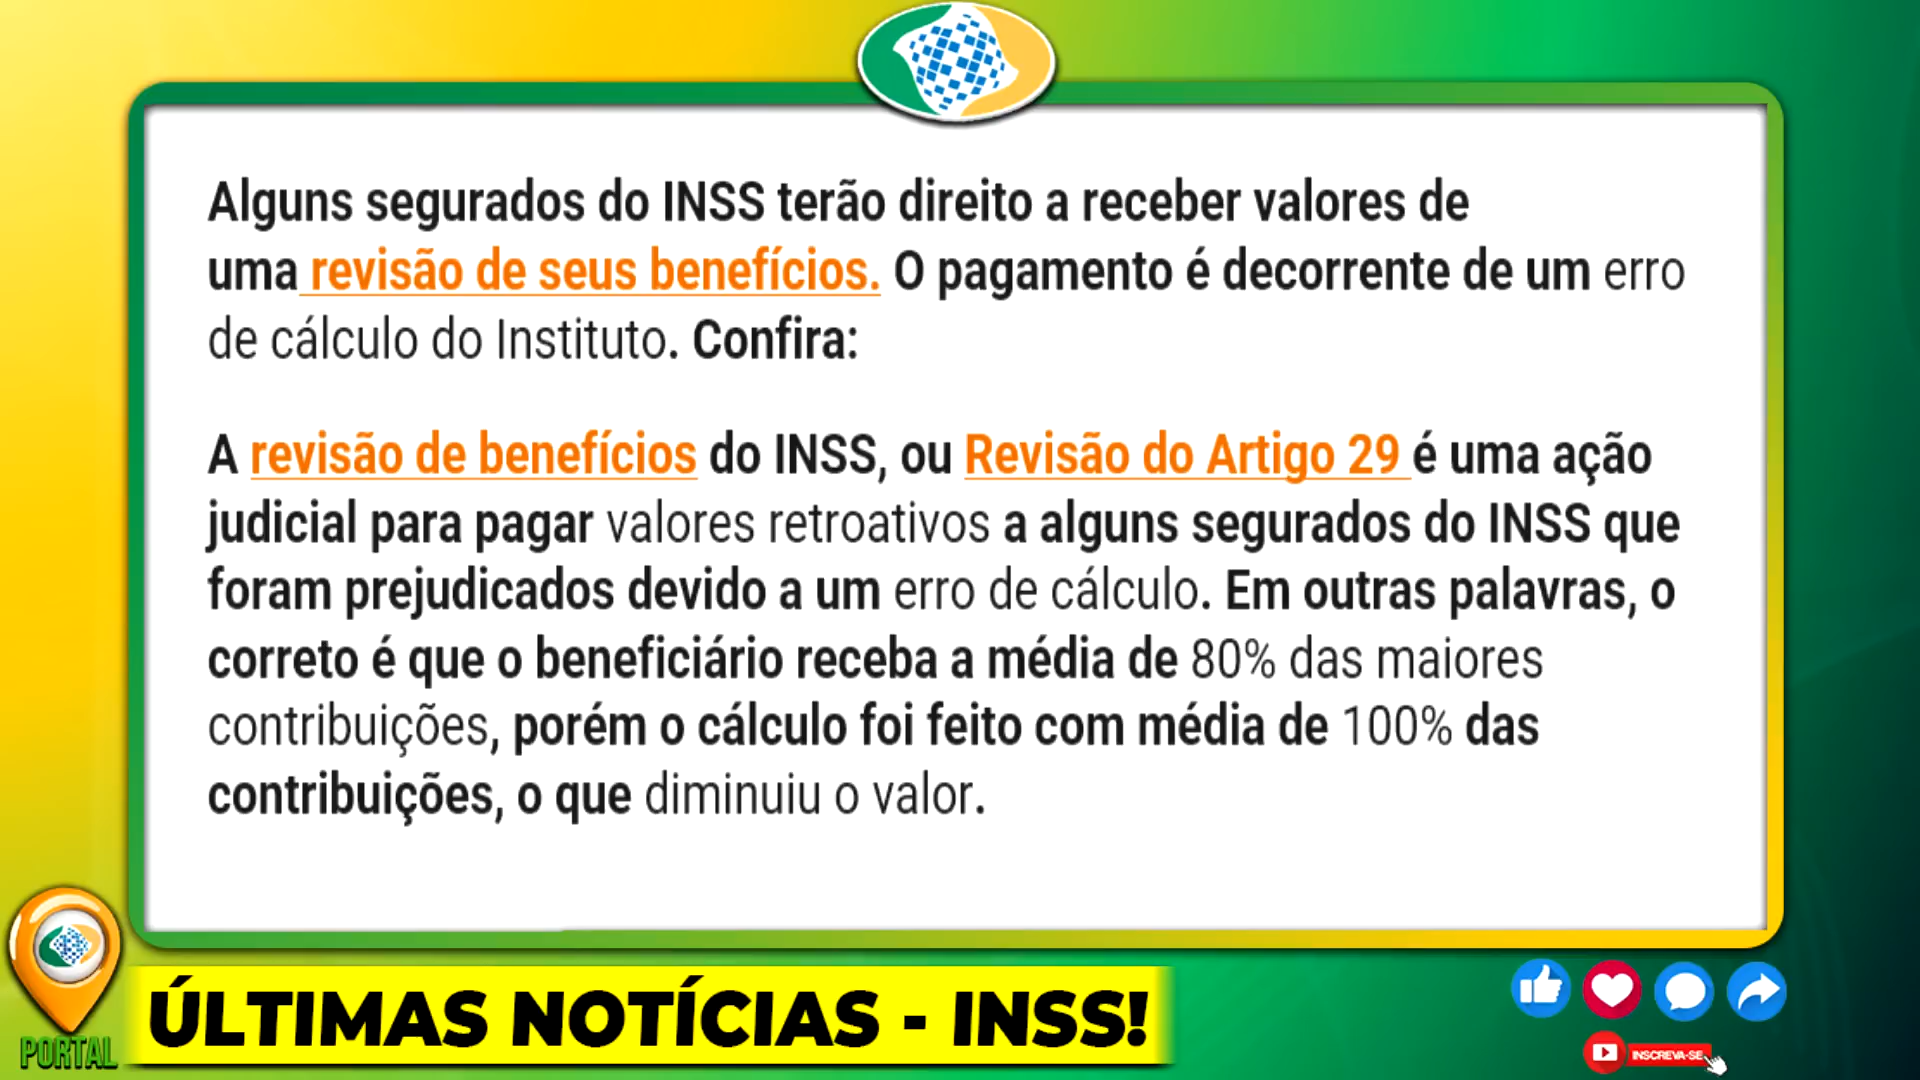 Alguns segurados do INSS terão direito a receber valores de
uma revisão de seus benefícios. O pagamento é decorrente de um erro
de cálculo do Instituto. Confira:
A revisão de benefícios do INSS, ou Revisão do Artigo 29 é uma ação
judicial para pagar valores retroativos a alguns segurados do INSS que
foram prejudicados devido a um erro de cálculo. Em outras palavras, o
correto é que o beneficiário receba a média de 80% das maiores
contribuições, porém o cálculo foi feito com média de 100% das
contribuições, o que diminuiu o valor.
PORTAL
ÚLTIMAS NOTÍCIAS - INSS!
INSCREVA-SE